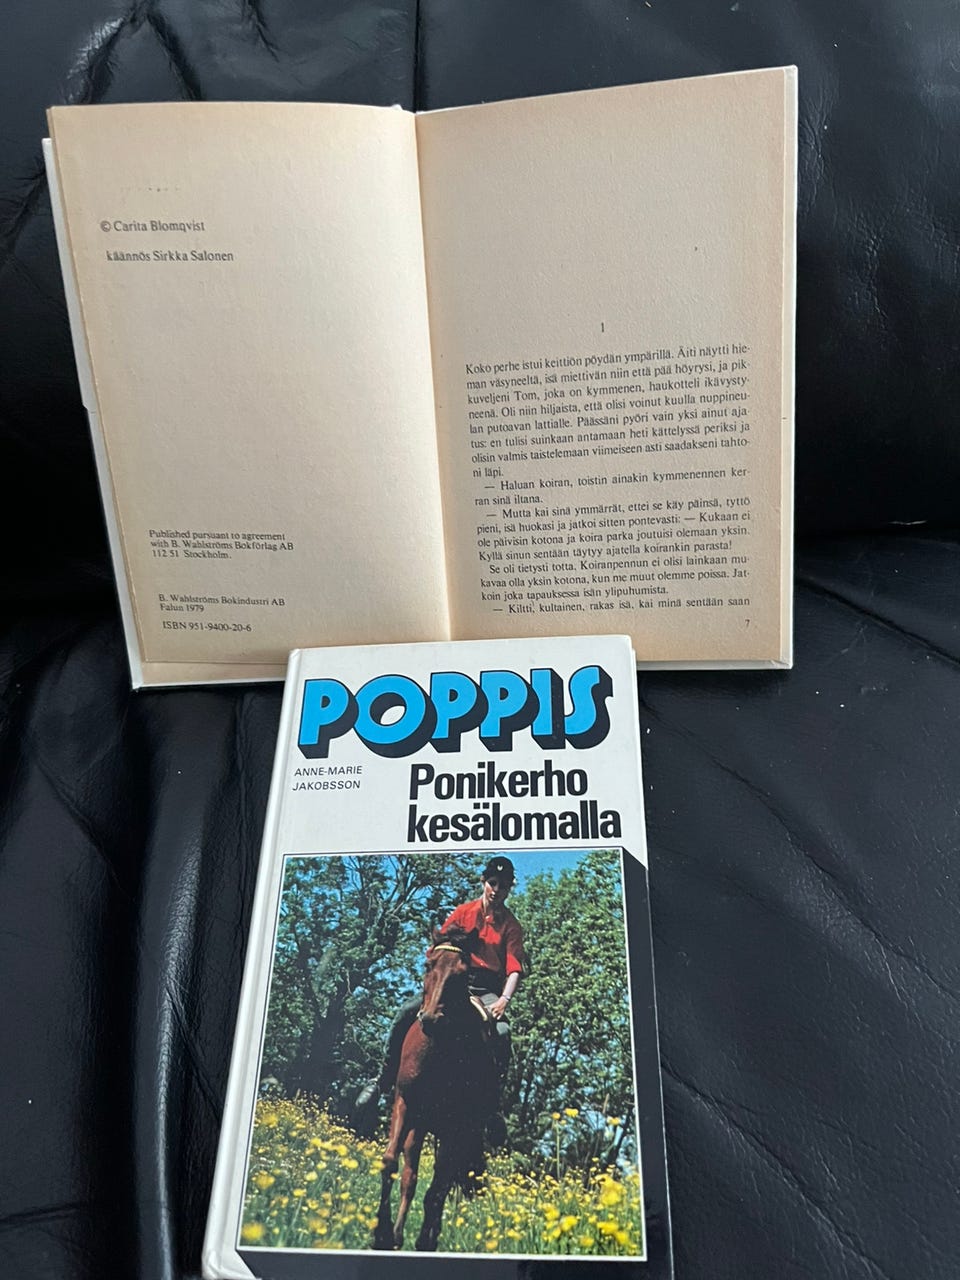 © Carita Blomqvist
käännös Sirkka Salonen
Published pursuant to agreement
with B. Wahlströms Bokförlag AB
112 51 Stockholm.
B. Wahlströms Bokindustri AB
Falun 1979
ISBN 951-9400-20-6
1
Koko perhe istui keittiön pöydän ympärillä. Äiti näytti hie-
man väsyneeltä, isä miettivän niin että pää höyrysi, ja pik-
kuveljeni Tom, joka on kymmenen, haukotteli ikävysty-
neenä. Oli niin hiljaista, että olisi voinut kuulla nuppineu-
lan putoavan lattialle. Päässäni pyöri vain yksi ainut aja-
tus: en tulisi suinkaan antamaan heti kättelyssä periksi ja
olisin valmis taistelemaan viimeiseen asti saadakseni tahto-
ni läpi.
— Haluan koiran, toistin ainakin kymmenennen ker-
ran sinä iltana.
— Mutta kai sinä ymmärrät, ettei se käy päinsä, tyttö
pieni, isä huokasi ja jatkoi sitten pontevasti: — Kukaan ei
ole päivisin kotona ja koira parka joutuisi olemaan yksin.
Kyllä sinun sentään täytyy ajatella koirankin parasta!
Se oli tietysti totta. Koiranpennun ei olisi lainkaan mu-
kavaa olla yksin kotona, kun me muut olemme poissa. Jat-
koin joka tapauksessa isän ylipuhumista.
— Kiltti, kultainen, rakas isä, kai minä sentään saan
7
POPPIS
ANNE-MARIE
JAKOBSSON
Ponikerho
kesälomalla